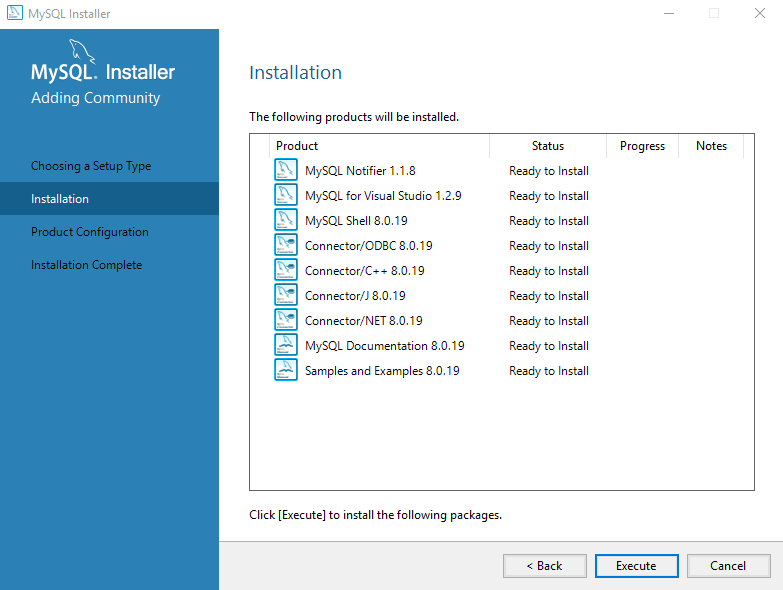 MySQL Installer
MySQL. Installer
Adding Community
Choosing a Setup Type
Installation
Product Configuration
Installation Complete
Installation
The following products will be installed.
Product Status Progress Notes
MySQL Notifier 1.1.8 Ready to Install
MySQL for Visual Studio 1.2.9 Ready to Install
MySQL Shell 8.0.19 Ready to Install
Connector/ODBC 8.0.19 Ready to Install
Connector/C++ 8.0.19 Ready to Install
Connector/J 8.0.19 Ready to Install
Connector/NET 8.0.19 Ready to Install
MySQL Documentation 8.0.19 Ready to Install
Samples and Examples 8.0.19 Ready to Install
Click [Execute] to install the following packages.
< Back Execute Cancel